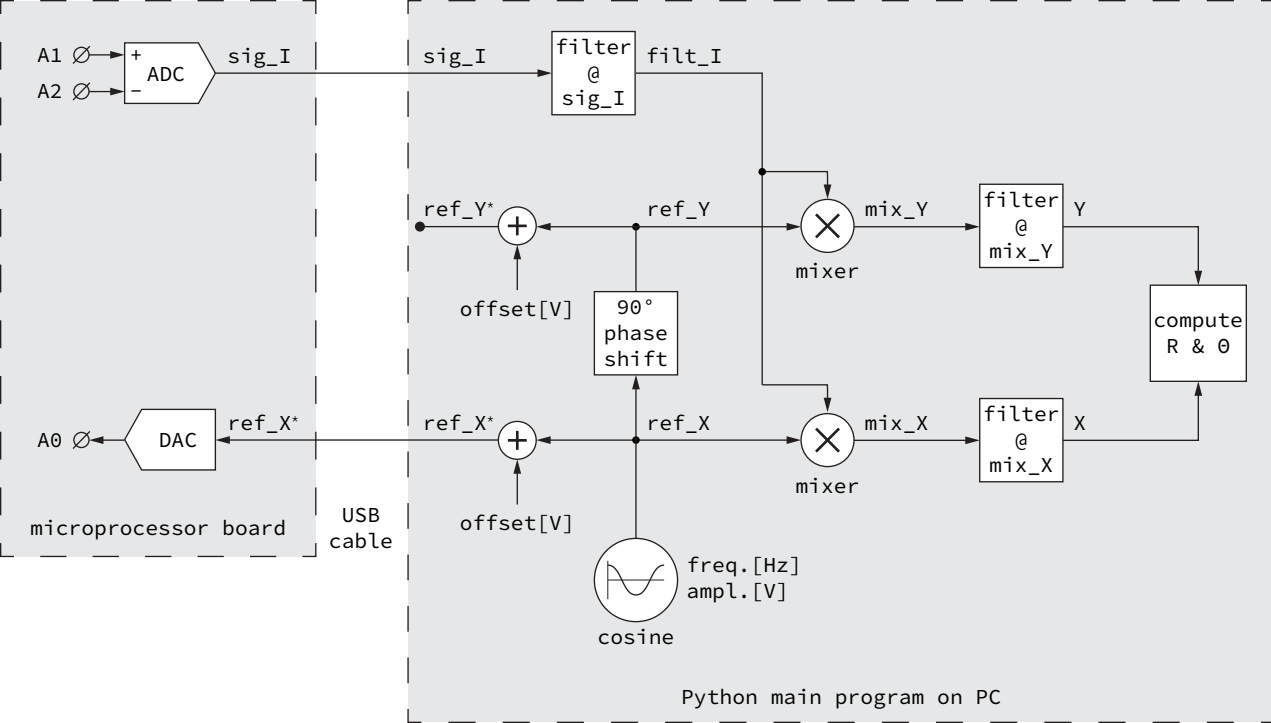 A1
+
ADC
sig_I
A2
−
sig_I
filter
@
sig_I
filt_I
ref_Y*
+
ref_Y
mixer
mix_Y
filter
@
mix_Y
Y
offset[V]
90°
phase
shift
compute
R & Θ
A0
DAC
ref_X*
ref_X*
+
ref_X
mixer
mix_X
filter
@
mix_X
X
offset[V]
microprocessor board
USB
cable
freq.[Hz]
ampl.[V]
cosine
Python main program on PC